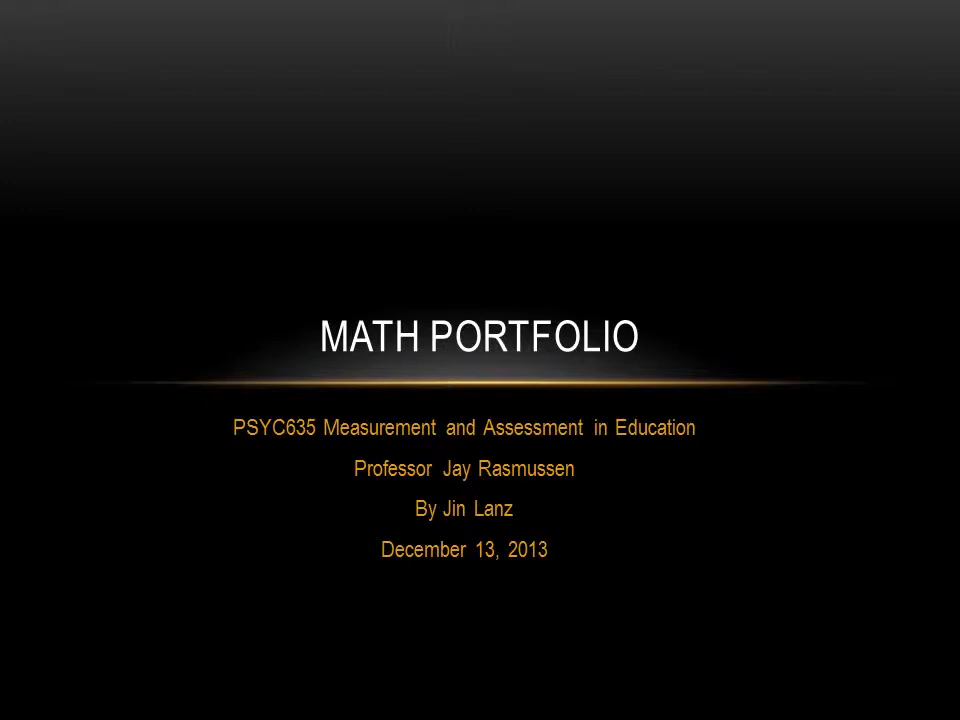 MATH PORTFOLIO
PSYC635 Measurement and Assessment in Education
Professor Jay Rasmussen
By Jin Lanz
December 13, 2013